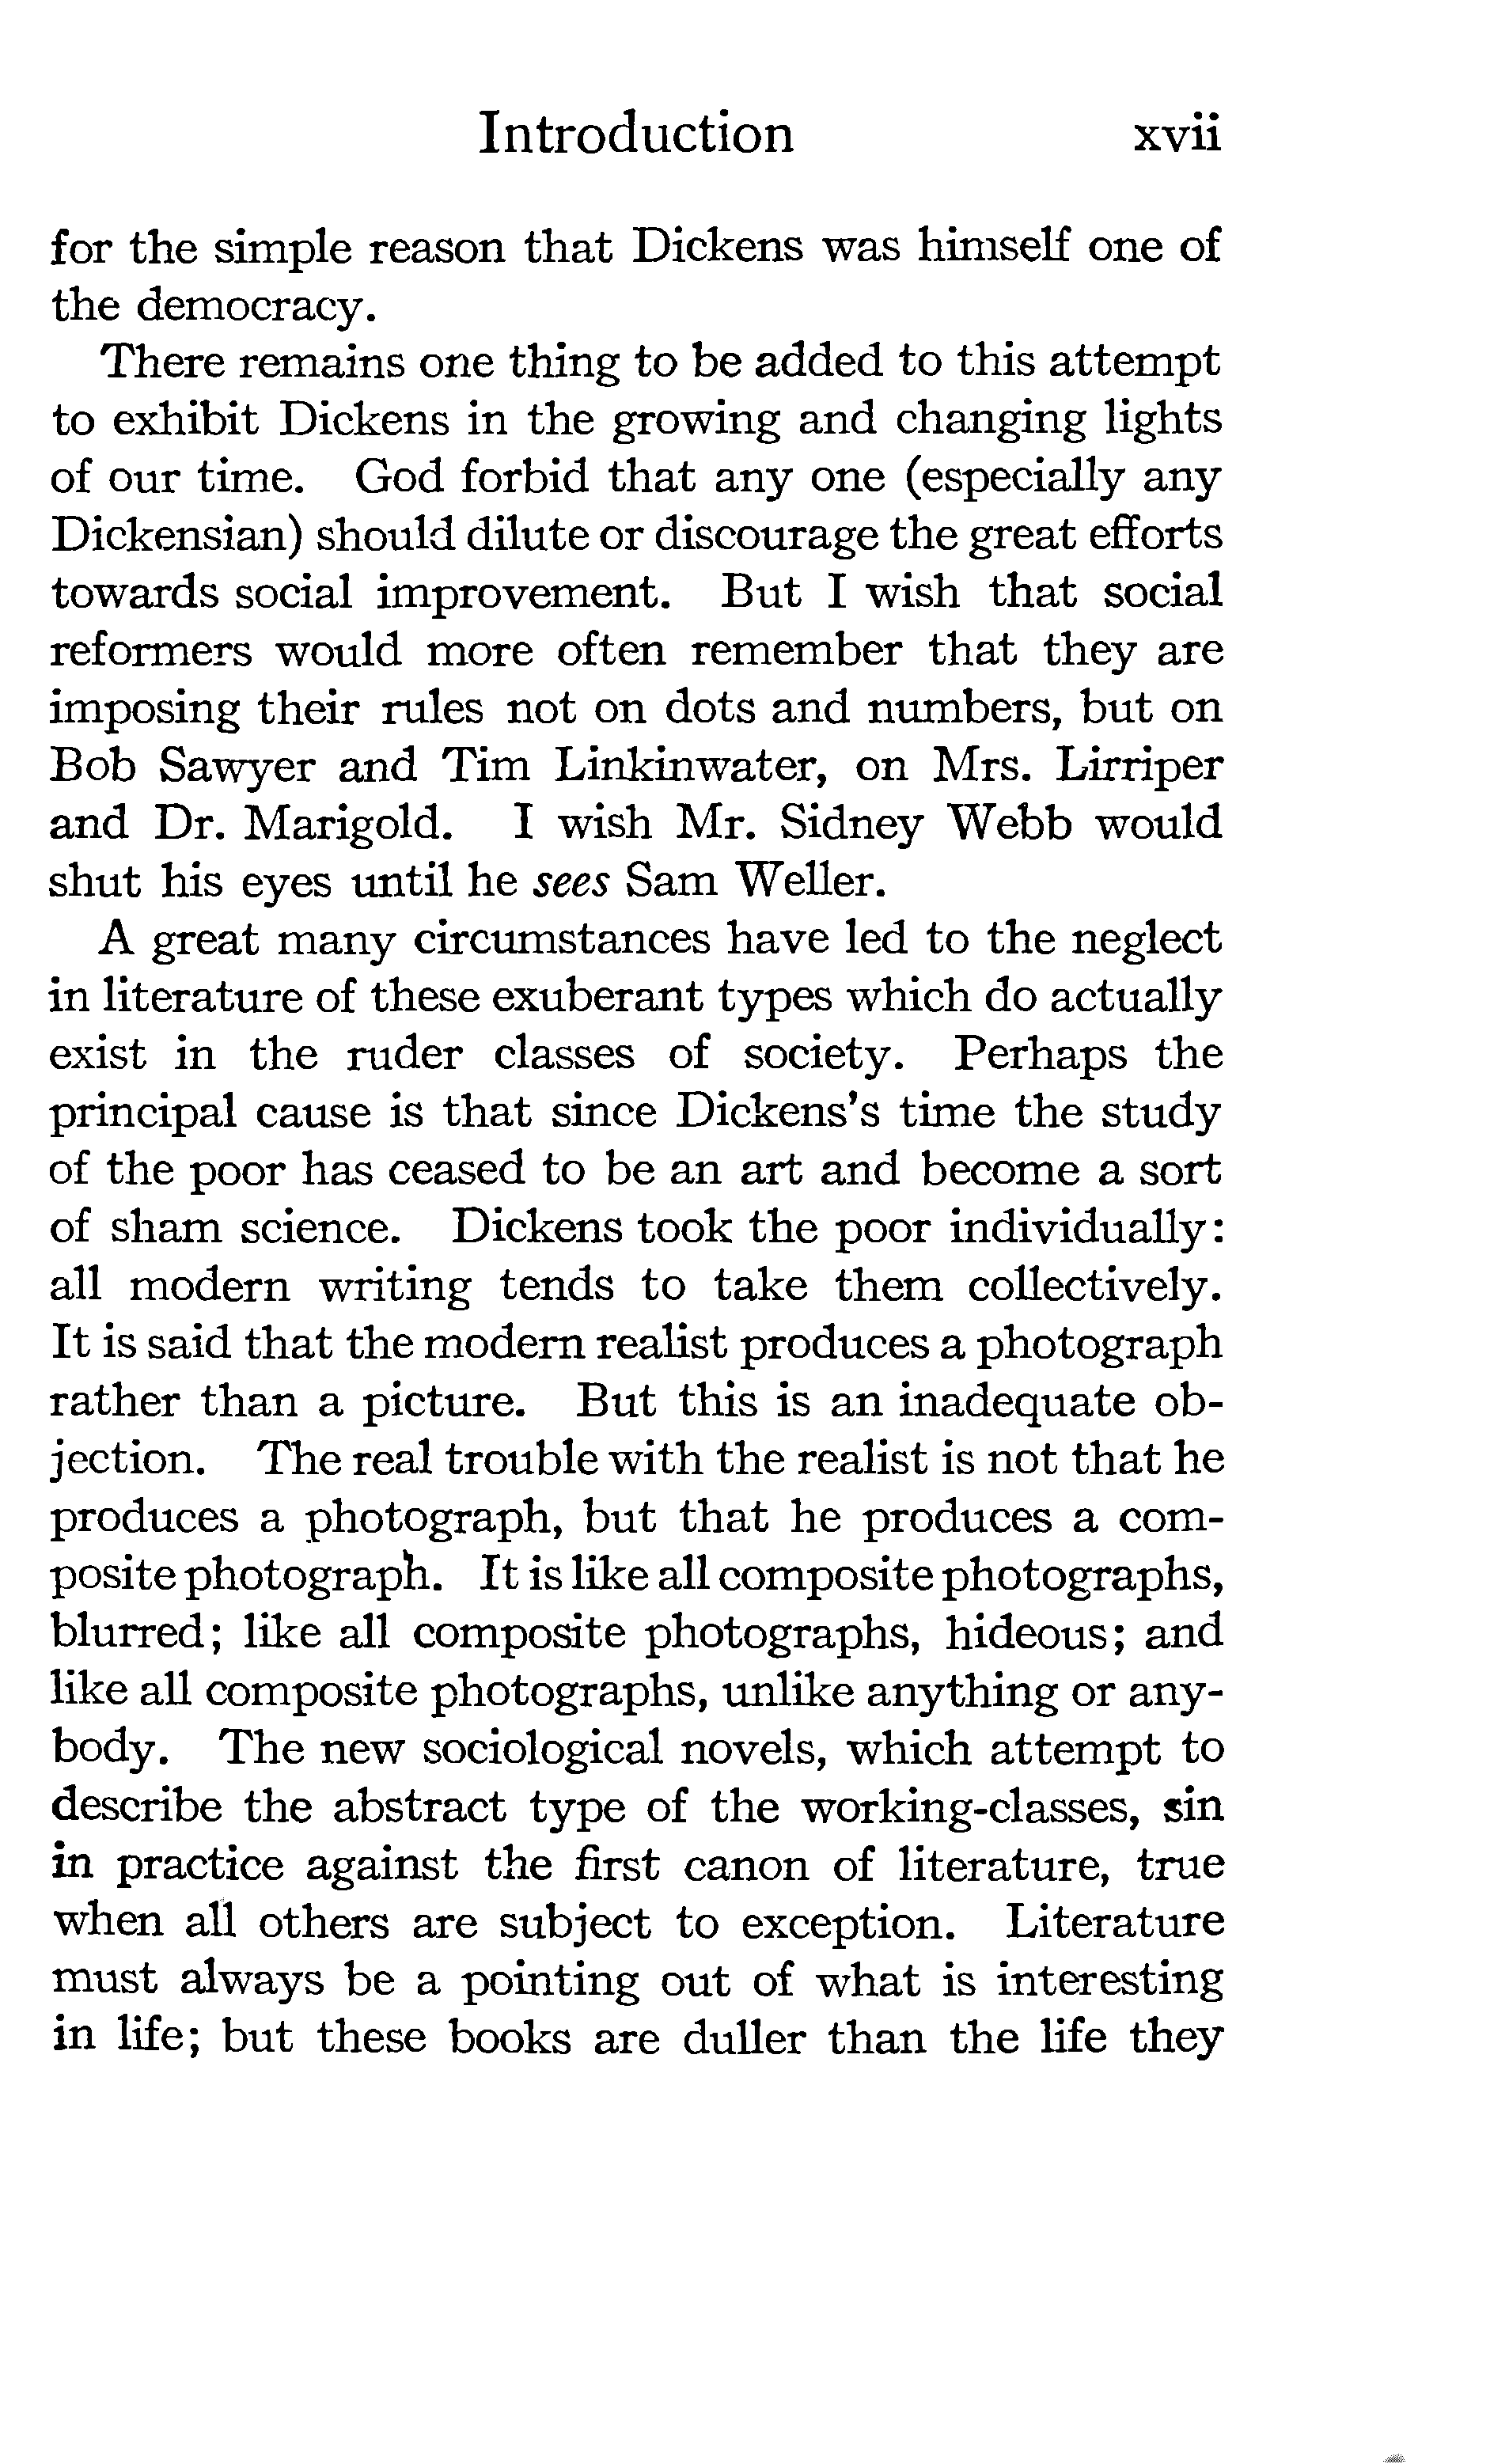 Introduction xvii
for the simple reason that Dickens was himself one of
the democracy.
There remains one thing to be added to this attempt
to exhibit Dickens in the growing and changing lights
of our time. God forbid that any one (especially any
Dickensian) should dilute or discourage the great efforts
towards social improvement. But I wish that social
reformers would more often remember that they are
imposing their rules not on dots and numbers, but on
Bob Sawyer and Tim Linkinwater, on Mrs. Lirriper
and Dr. Marigold. I wish Mr. Sidney Webb would
shut his eyes until he sees Sam Weller.
A great many circumstances have led to the neglect
in literature of these exuberant types which do actually
exist in the ruder classes of society. Perhaps the
principal cause is that since Dickens's time the study
of the poor has ceased to be an art and become a sort
of sham science. Dickens took the poor individually:
all modern writing tends to take them collectively.
It is said that the modern realist produces a photograph
rather than a picture. But this is an inadequate ob-
jection. The real trouble with the realist is not that he
produces a photograph, but that he produces a com-
posite photograph. It is like all composite photographs,
blurred; like all composite photographs, hideous; and
like all composite photographs, unlike anything or any-
body. The new sociological novels, which attempt to
describe the abstract type of the working-classes, sin
in practice against the first canon of literature, true
when all others are subject to exception. Literature
must always be a pointing out of what is interesting
in life; but these books are duller than the life they